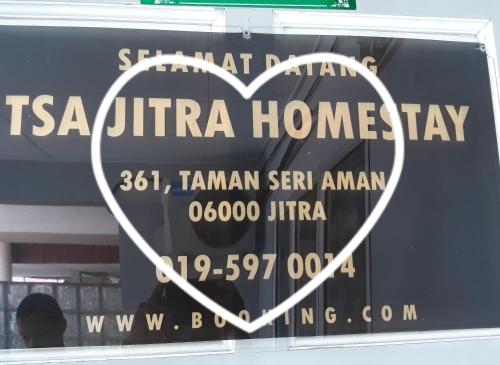 SELAMAT DATANG
TSA JITRA HOMESTAY
361, TAMAN SERI AMAN
06000 JITRA
019-597 0014
WWW.BOOKING.COM